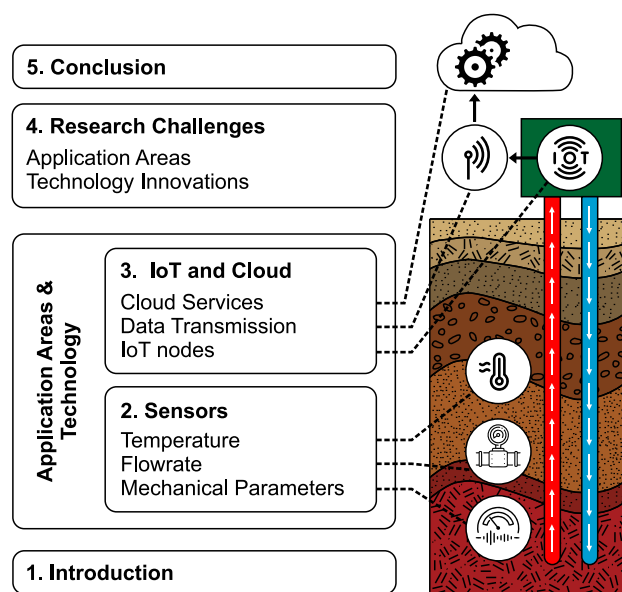 5. Conclusion
4. Research Challenges
Application Areas
Technology Innovations
Application Areas &
Technology
3. IoT and Cloud
Cloud Services
Data Transmission
IoT nodes
2. Sensors
Temperature
Flowrate
Mechanical Parameters
1. Introduction
I O T